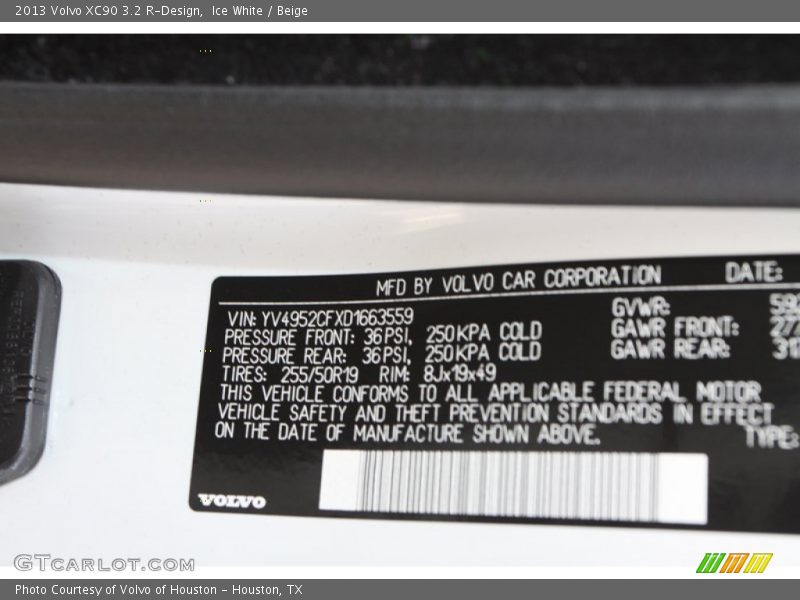 2013 Volvo XC90 3.2 R-Design, Ice White / Beige
MFD BY VOLVO CAR CORPORATION DATE:
VIN: YV4952CFXD1663559 GVWR:
PRESSURE FRONT: 36PSI, 250KPA COLD GAWR FRONT:
PRESSURE REAR: 36PSI, 250KPA COLD GAWR REAR:
TIRES: 255/50R19 RIM: 8Jx19x49
THIS VEHICLE CONFORMS TO ALL APPLICABLE FEDERAL MOTOR
VEHICLE SAFETY AND THEFT PREVENTION STANDARDS IN EFFECT
ON THE DATE OF MANUFACTURE SHOWN ABOVE. TYPE:
VOLVO
GTCARLOT.COM
Photo Courtesy of Volvo of Houston - Houston, TX